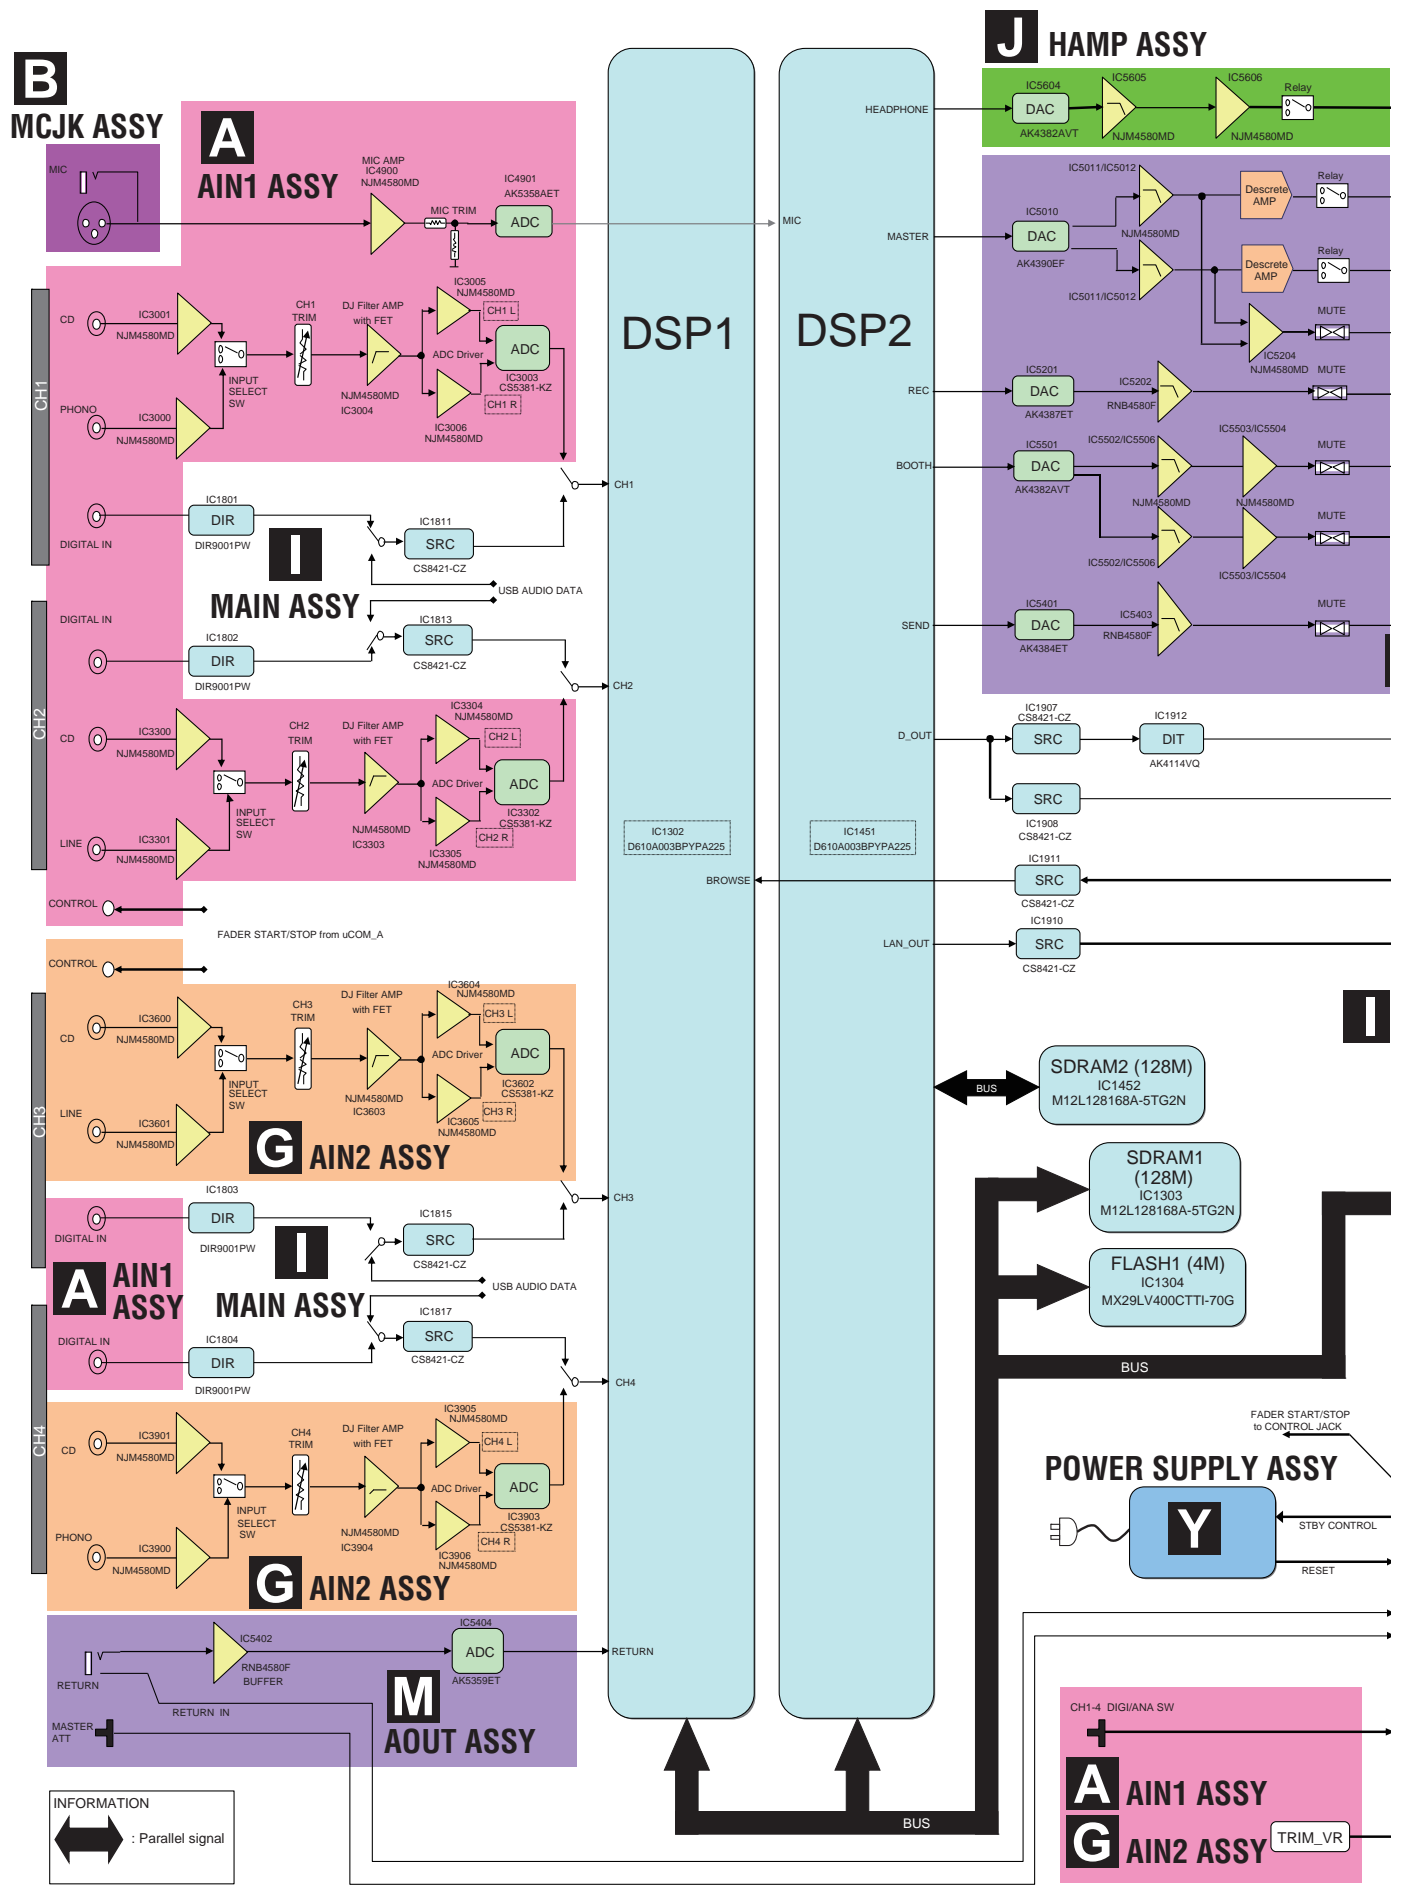 B
MCJK ASSY
MIC
A
AIN1 ASSY
MIC AMP
IC4900
NJM4580MD
MIC TRIM
IC4901
AK5358AET
ADC
CH1
CD
IC3001
NJM4580MD
PHONO
IC3000
NJM4580MD
INPUT
SELECT
SW
CH1
TRIM
DJ Filter AMP
with FET
NJM4580MD
IC3004
IC3005
NJM4580MD
CH1 L
ADC Driver
ADC
IC3003
CS5381-KZ
CH1 R
IC3006
NJM4580MD
DIGITAL IN
IC1801
DIR
DIR9001PW
I
MAIN ASSY
IC1811
SRC
CS8421-CZ
USB AUDIO DATA
CH2
DIGITAL IN
IC1802
DIR
DIR9001PW
IC1813
SRC
CS8421-CZ
CD
IC3300
NJM4580MD
LINE
IC3301
NJM4580MD
INPUT
SELECT
SW
CH2
TRIM
DJ Filter AMP
with FET
NJM4580MD
IC3303
IC3304
NJM4580MD
CH2 L
ADC Driver
ADC
IC3302
CS5381-KZ
CH2 R
IC3305
NJM4580MD
CONTROL
FADER START/STOP from uCOM_A
CONTROL
CH3
CD
IC3600
NJM4580MD
LINE
IC3601
NJM4580MD
INPUT
SELECT
SW
CH3
TRIM
DJ Filter AMP
with FET
NJM4580MD
IC3603
IC3604
NJM4580MD
CH3 L
ADC Driver
ADC
IC3602
CS5381-KZ
CH3 R
IC3605
NJM4580MD
G
AIN2 ASSY
DIGITAL IN
IC1803
DIR
DIR9001PW
A
AIN1
ASSY
I
MAIN ASSY
IC1815
SRC
CS8421-CZ
USB AUDIO DATA
CH4
DIGITAL IN
IC1804
DIR
DIR9001PW
IC1817
SRC
CS8421-CZ
CD
IC3901
NJM4580MD
PHONO
IC3900
NJM4580MD
INPUT
SELECT
SW
CH4
TRIM
DJ Filter AMP
with FET
NJM4580MD
IC3904
IC3905
NJM4580MD
CH4 L
ADC Driver
ADC
IC3903
CS5381-KZ
CH4 R
IC3906
NJM4580MD
G
AIN2 ASSY
RETURN
IC5402
RNB4580F
BUFFER
IC5404
ADC
AK5359ET
RETURN IN
MASTER
ATT
M
AOUT ASSY
INFORMATION
: Parallel signal
DSP1
CH1
CH2
IC1302
D610A003BPYPA225
BROWSE
CH3
CH4
RETURN
DSP2
MIC
HEADPHONE
MASTER
REC
BOOTH
SEND
D_OUT
IC1451
D610A003BPYPA225
LAN_OUT
J
HAMP ASSY
IC5604
DAC
AK4382AVT
IC5605
NJM4580MD
IC5606
NJM4580MD
Relay
IC5011/IC5012
NJM4580MD
IC5010
DAC
AK4390EF
IC5011/IC5012
Descrete
AMP
Relay
Descrete
AMP
Relay
MUTE
IC5204
NJM4580MD
IC5201
DAC
AK4387ET
IC5202
RNB4580F
MUTE
IC5501
DAC
AK4382AVT
IC5502/IC5506
NJM4580MD
IC5503/IC5504
NJM4580MD
MUTE
IC5502/IC5506
IC5503/IC5504
MUTE
IC5401
DAC
AK4384ET
IC5403
RNB4580F
MUTE
IC1907
CS8421-CZ
SRC
IC1912
DIT
AK4114VQ
SRC
IC1908
CS8421-CZ
IC1911
SRC
CS8421-CZ
IC1910
SRC
CS8421-CZ
I
BUS
SDRAM2 (128M)
IC1452
M12L128168A-5TG2N
SDRAM1
(128M)
IC1303
M12L128168A-5TG2N
FLASH1 (4M)
IC1304
MX29LV400CTTI-70G
BUS
FADER START/STOP
to CONTROL JACK
POWER SUPPLY ASSY
Y
STBY CONTROL
RESET
CH1-4 DIGI/ANA SW
A
AIN1 ASSY
G
AIN2 ASSY
TRIM_VR
BUS